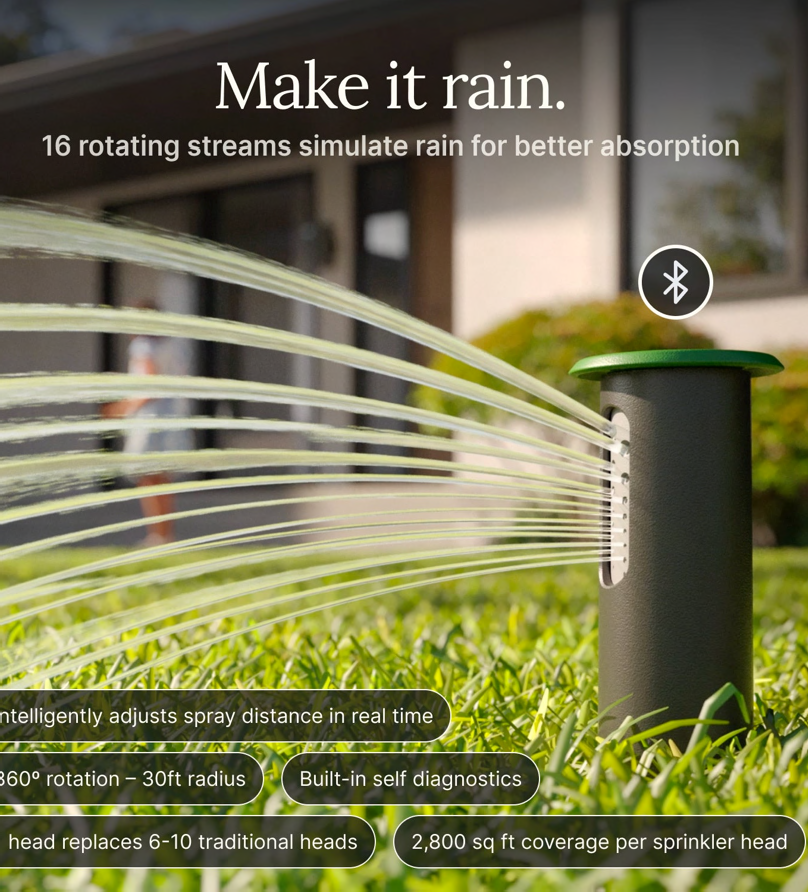 Make it rain.
16 rotating streams simulate rain for better absorption
ntelligently adjusts spray distance in real time
360º rotation – 30ft radius
Built-in self diagnostics
head replaces 6-10 traditional heads
2,800 sq ft coverage per sprinkler head